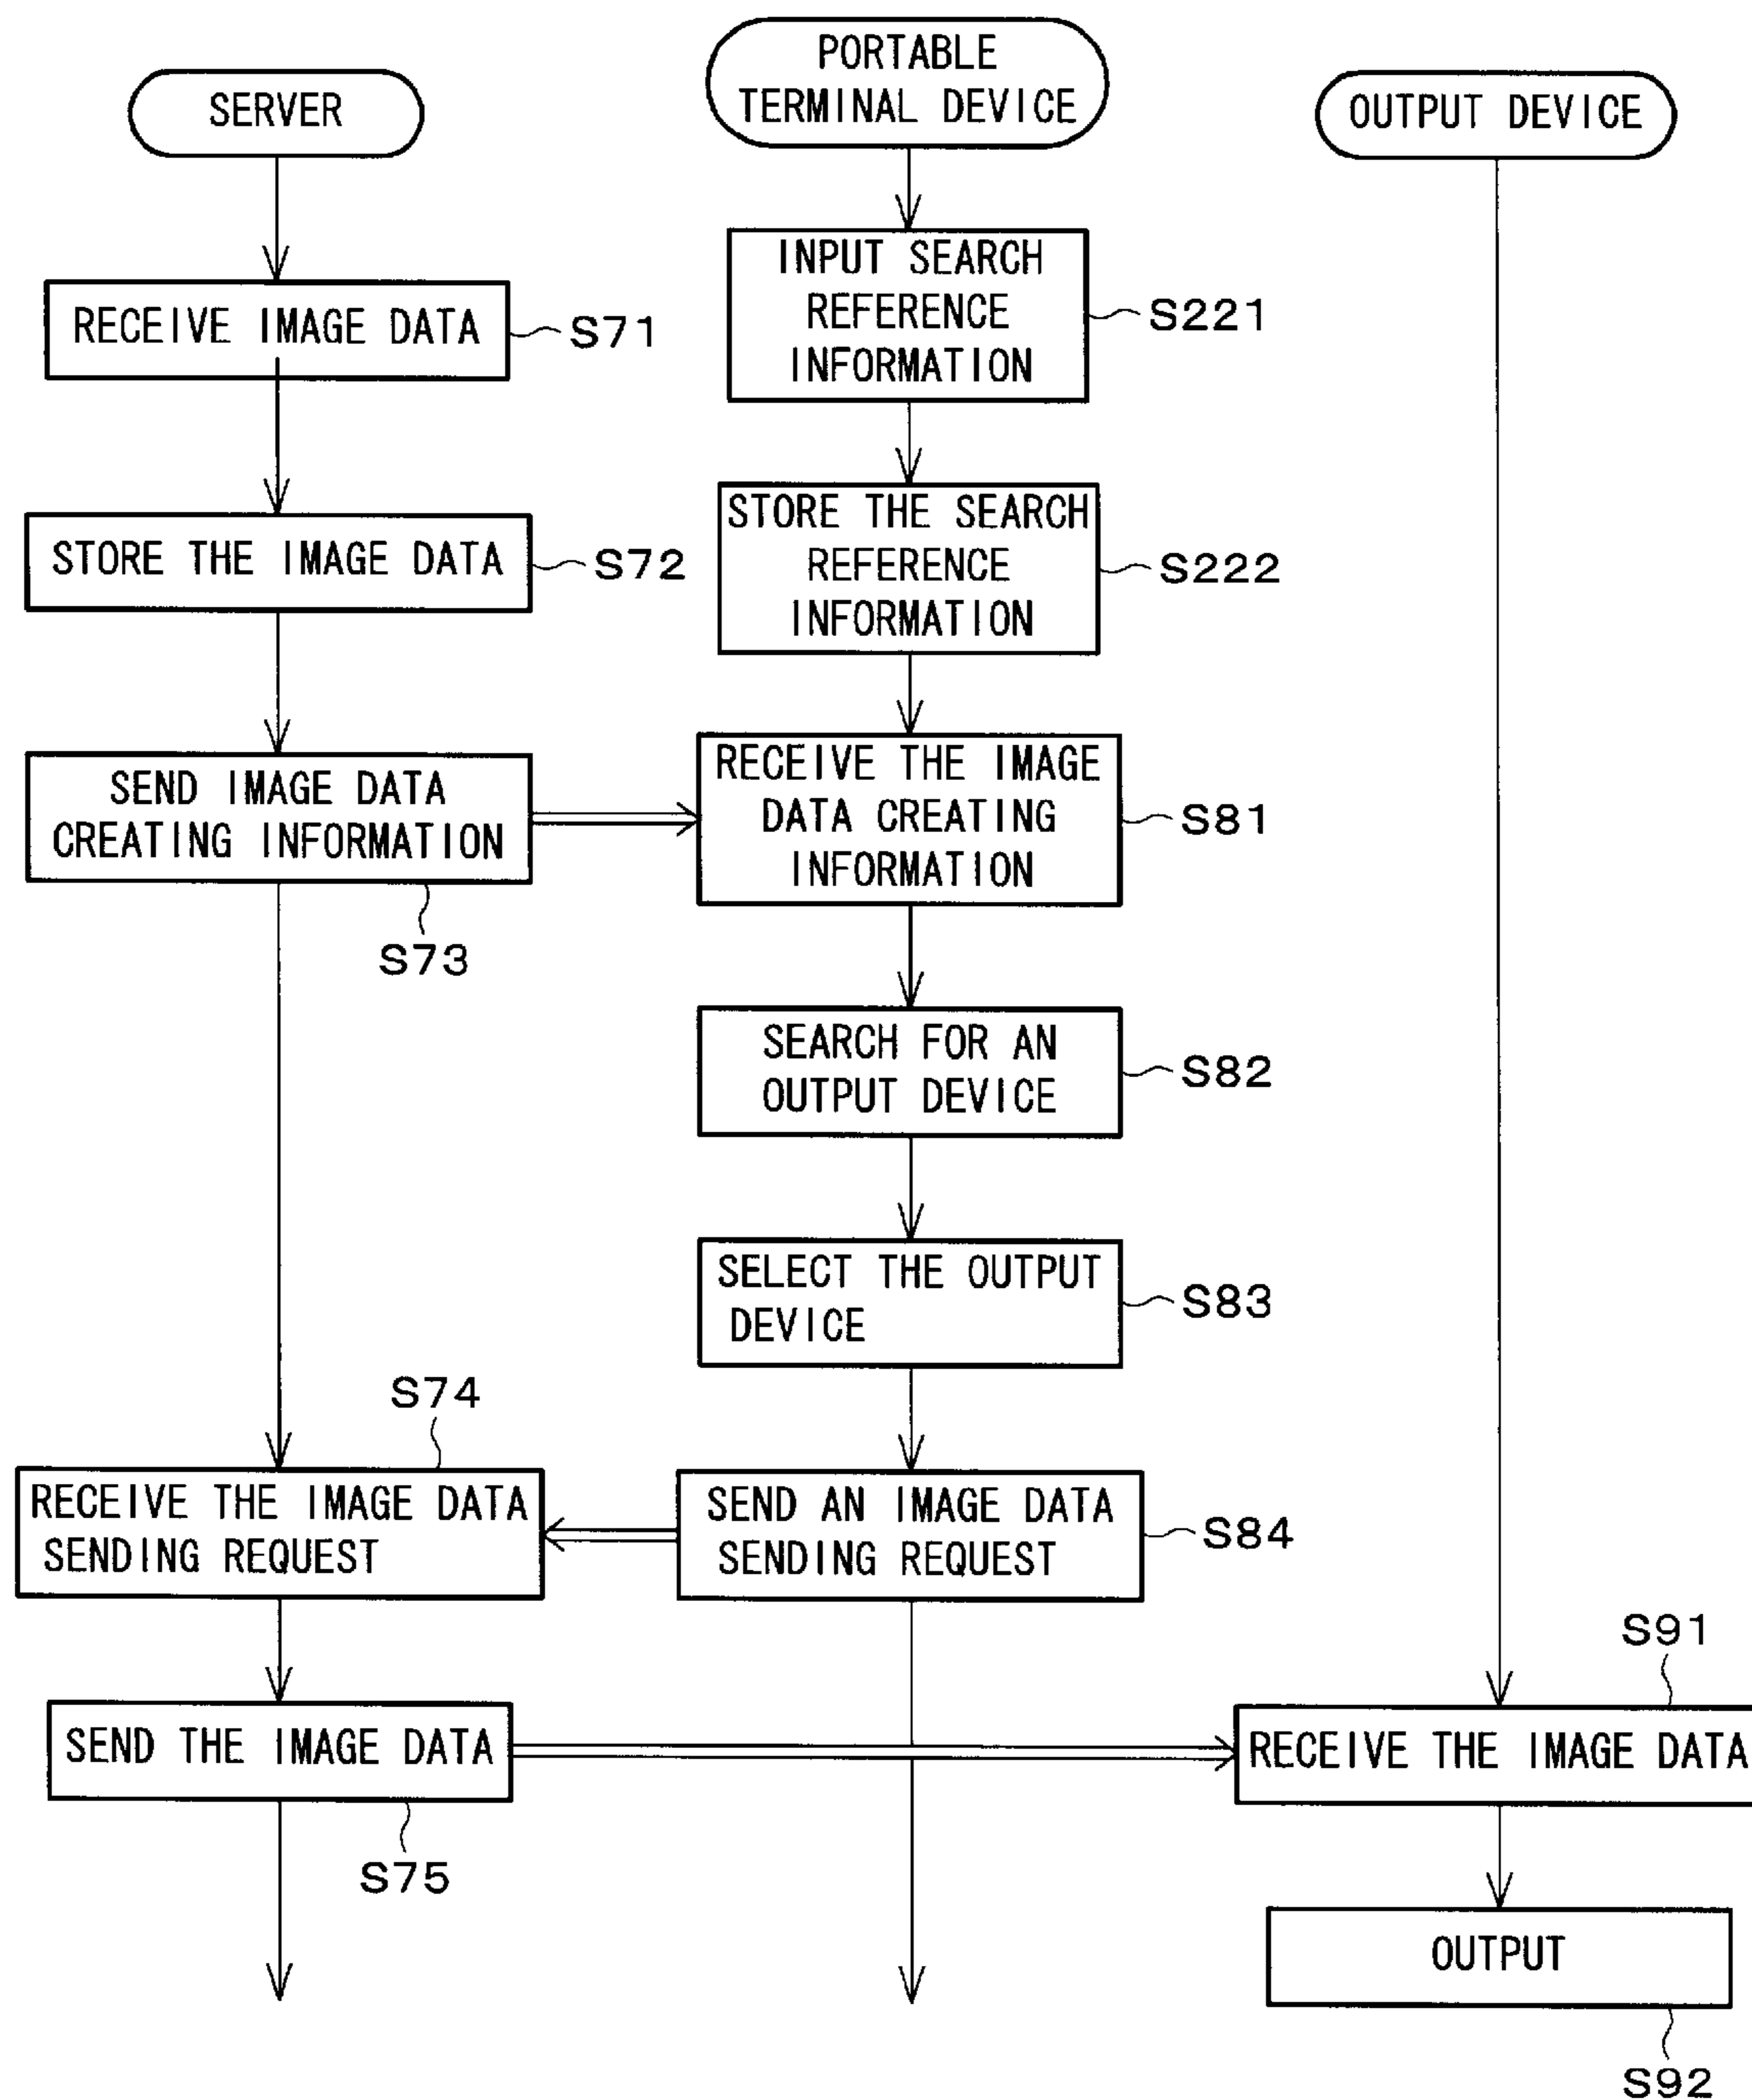 SERVER
PORTABLE
TERMINAL DEVICE
OUTPUT DEVICE
RECEIVE IMAGE DATA
S71
INPUT SEARCH
REFERENCE
INFORMATION
S221
STORE THE IMAGE DATA
S72
STORE THE SEARCH
REFERENCE
INFORMATION
S222
SEND IMAGE DATA
CREATING INFORMATION
S73
RECEIVE THE IMAGE
DATA CREATING
INFORMATION
S81
SEARCH FOR AN
OUTPUT DEVICE
S82
SELECT THE OUTPUT
DEVICE
S83
S74
RECEIVE THE IMAGE DATA
SENDING REQUEST
SEND AN IMAGE DATA
SENDING REQUEST
S84
SEND THE IMAGE DATA
S75
S91
RECEIVE THE IMAGE DATA
OUTPUT
S92